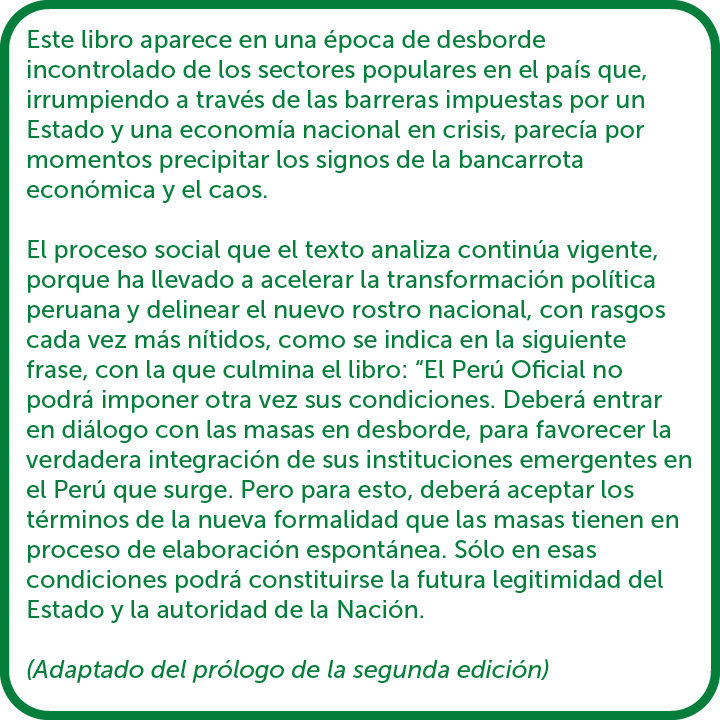 Este libro aparece en una época de desborde
incontrolado de los sectores populares en el país que,
irrumpiendo a través de las barreras impuestas por un
Estado y una economía nacional en crisis, parecía por
momentos precipitar los signos de la bancarrota
económica y el caos.
El proceso social que el texto analiza continúa vigente,
porque ha llevado a acelerar la transformación política
peruana y delinear el nuevo rostro nacional, con rasgos
cada vez más nítidos, como se indica en la siguiente
frase, con la que culmina el libro: “El Perú Oficial no
podrá imponer otra vez sus condiciones. Deberá entrar
en diálogo con las masas en desborde, para favorecer la
verdadera integración de sus instituciones emergentes en
el Perú que surge. Pero para esto, deberá aceptar los
términos de la nueva formalidad que las masas tienen en
proceso de elaboración espontánea. Sólo en esas
condiciones podrá constituirse la futura legitimidad del
Estado y la autoridad de la Nación.
(Adaptado del prólogo de la segunda edición)